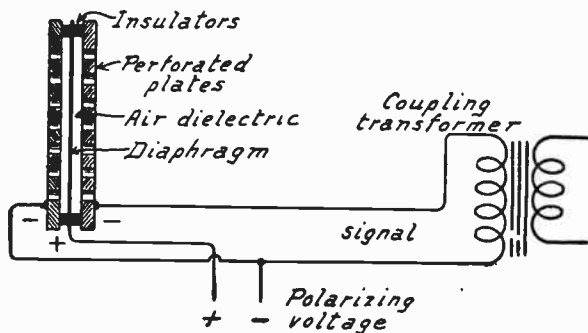 Insulators
Perforated
plates
Air dielectric
Diaphragm
Coupling
transformer
- -
+
signal
+ -
Polarizing
voltage